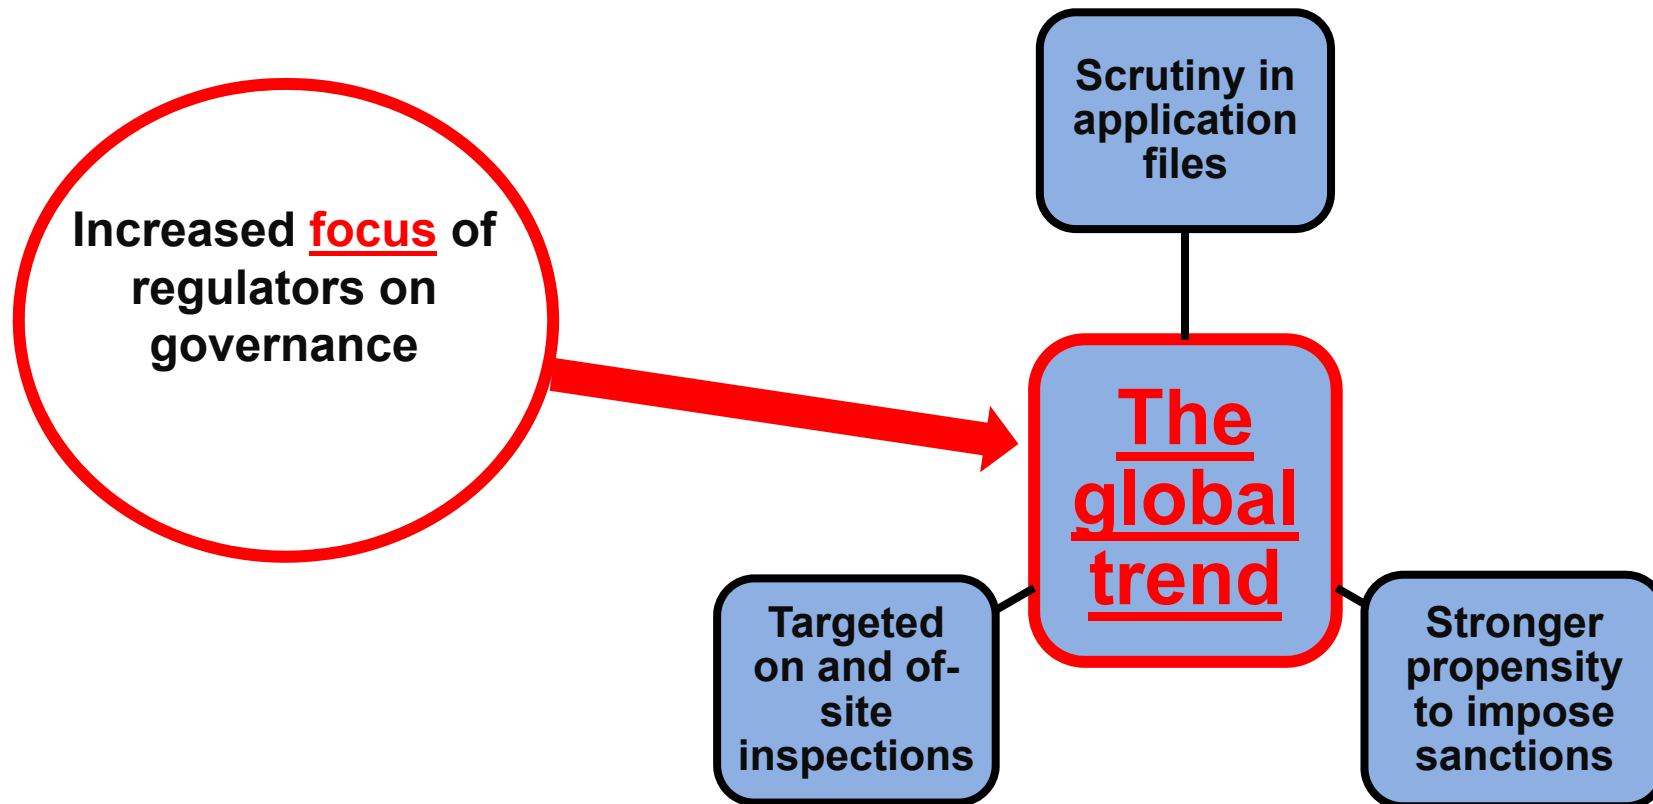 Scrutiny in
application
files
Increased focus of
regulators on
governance
The
global
trend
Targeted
on and of-
site
inspections
Stronger
propensity
to impose
sanctions